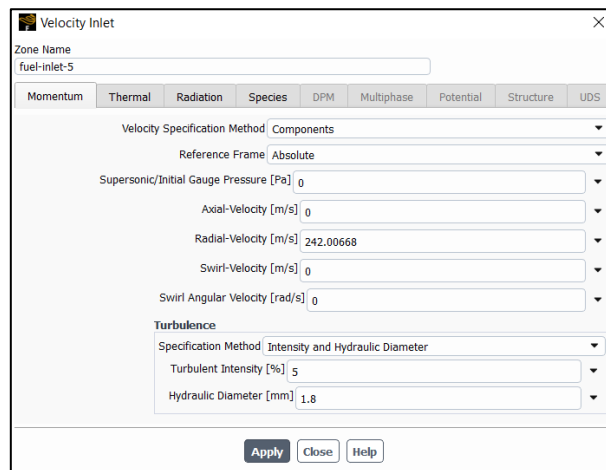 Velocity Inlet
Zone Name
fuel-inlet-5
Momentum Thermal Radiation Species DPM Multiphase Potential Structure UDS
Velocity Specification Method Components
Reference Frame Absolute
Supersonic/Initial Gauge Pressure [Pa] 0
Axial-Velocity [m/s] 0
Radial-Velocity [m/s] 242.00668
Swirl-Velocity [m/s] 0
Swirl Angular Velocity [rad/s] 0
Turbulence
Specification Method Intensity and Hydraulic Diameter
Turbulent Intensity [%] 5
Hydraulic Diameter [mm] 1.8
Apply Close Help